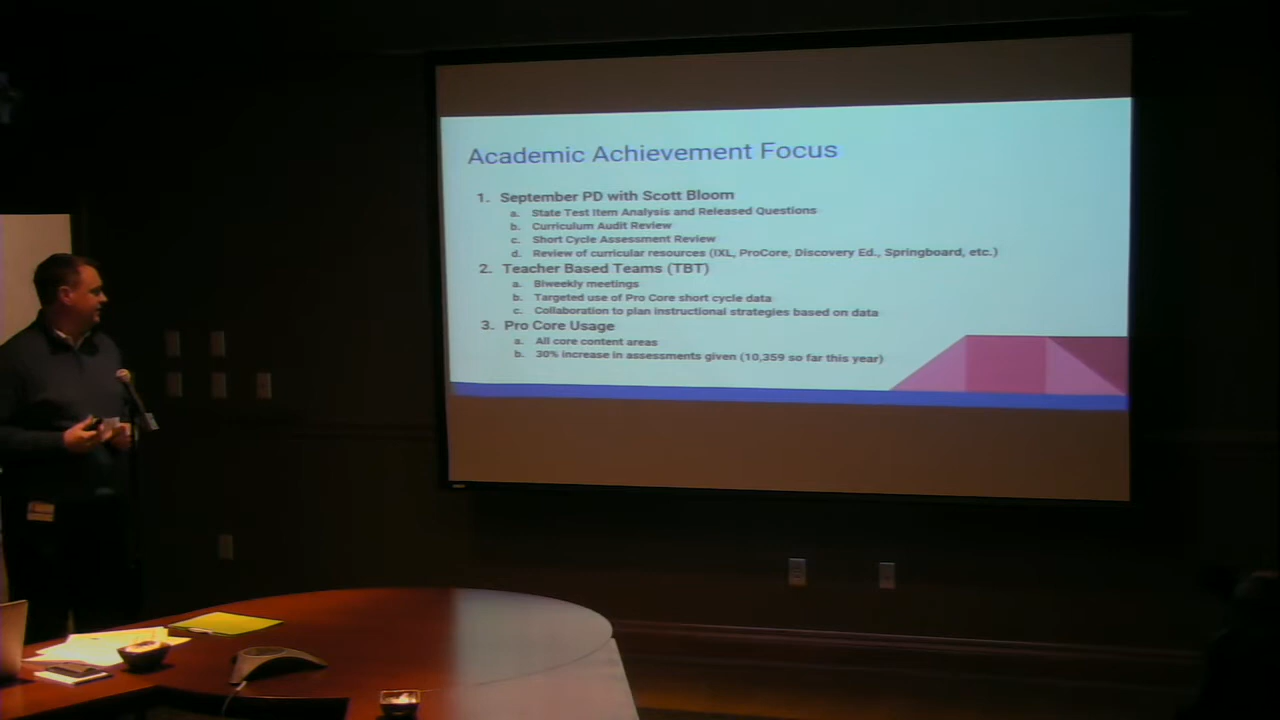 Academic Achievement Focus
1. September PD with Scott Bloom
a. State Test Item Analysis and Released Questions
b. Curriculum Audit Review
c. Short Cycle Assessment Review
d. Review of curricular resources (IXL, ProCore, Discovery Ed., Springboard, etc.)
2. Teacher Based Teams (TBT)
a. Biweekly meetings
b. Targeted use of Pro Core short cycle data
c. Collaboration to plan instructional strategies based on data
3. Pro Core Usage
a. All core content areas
b. 30% increase in assessments given (10,359 so far this year)